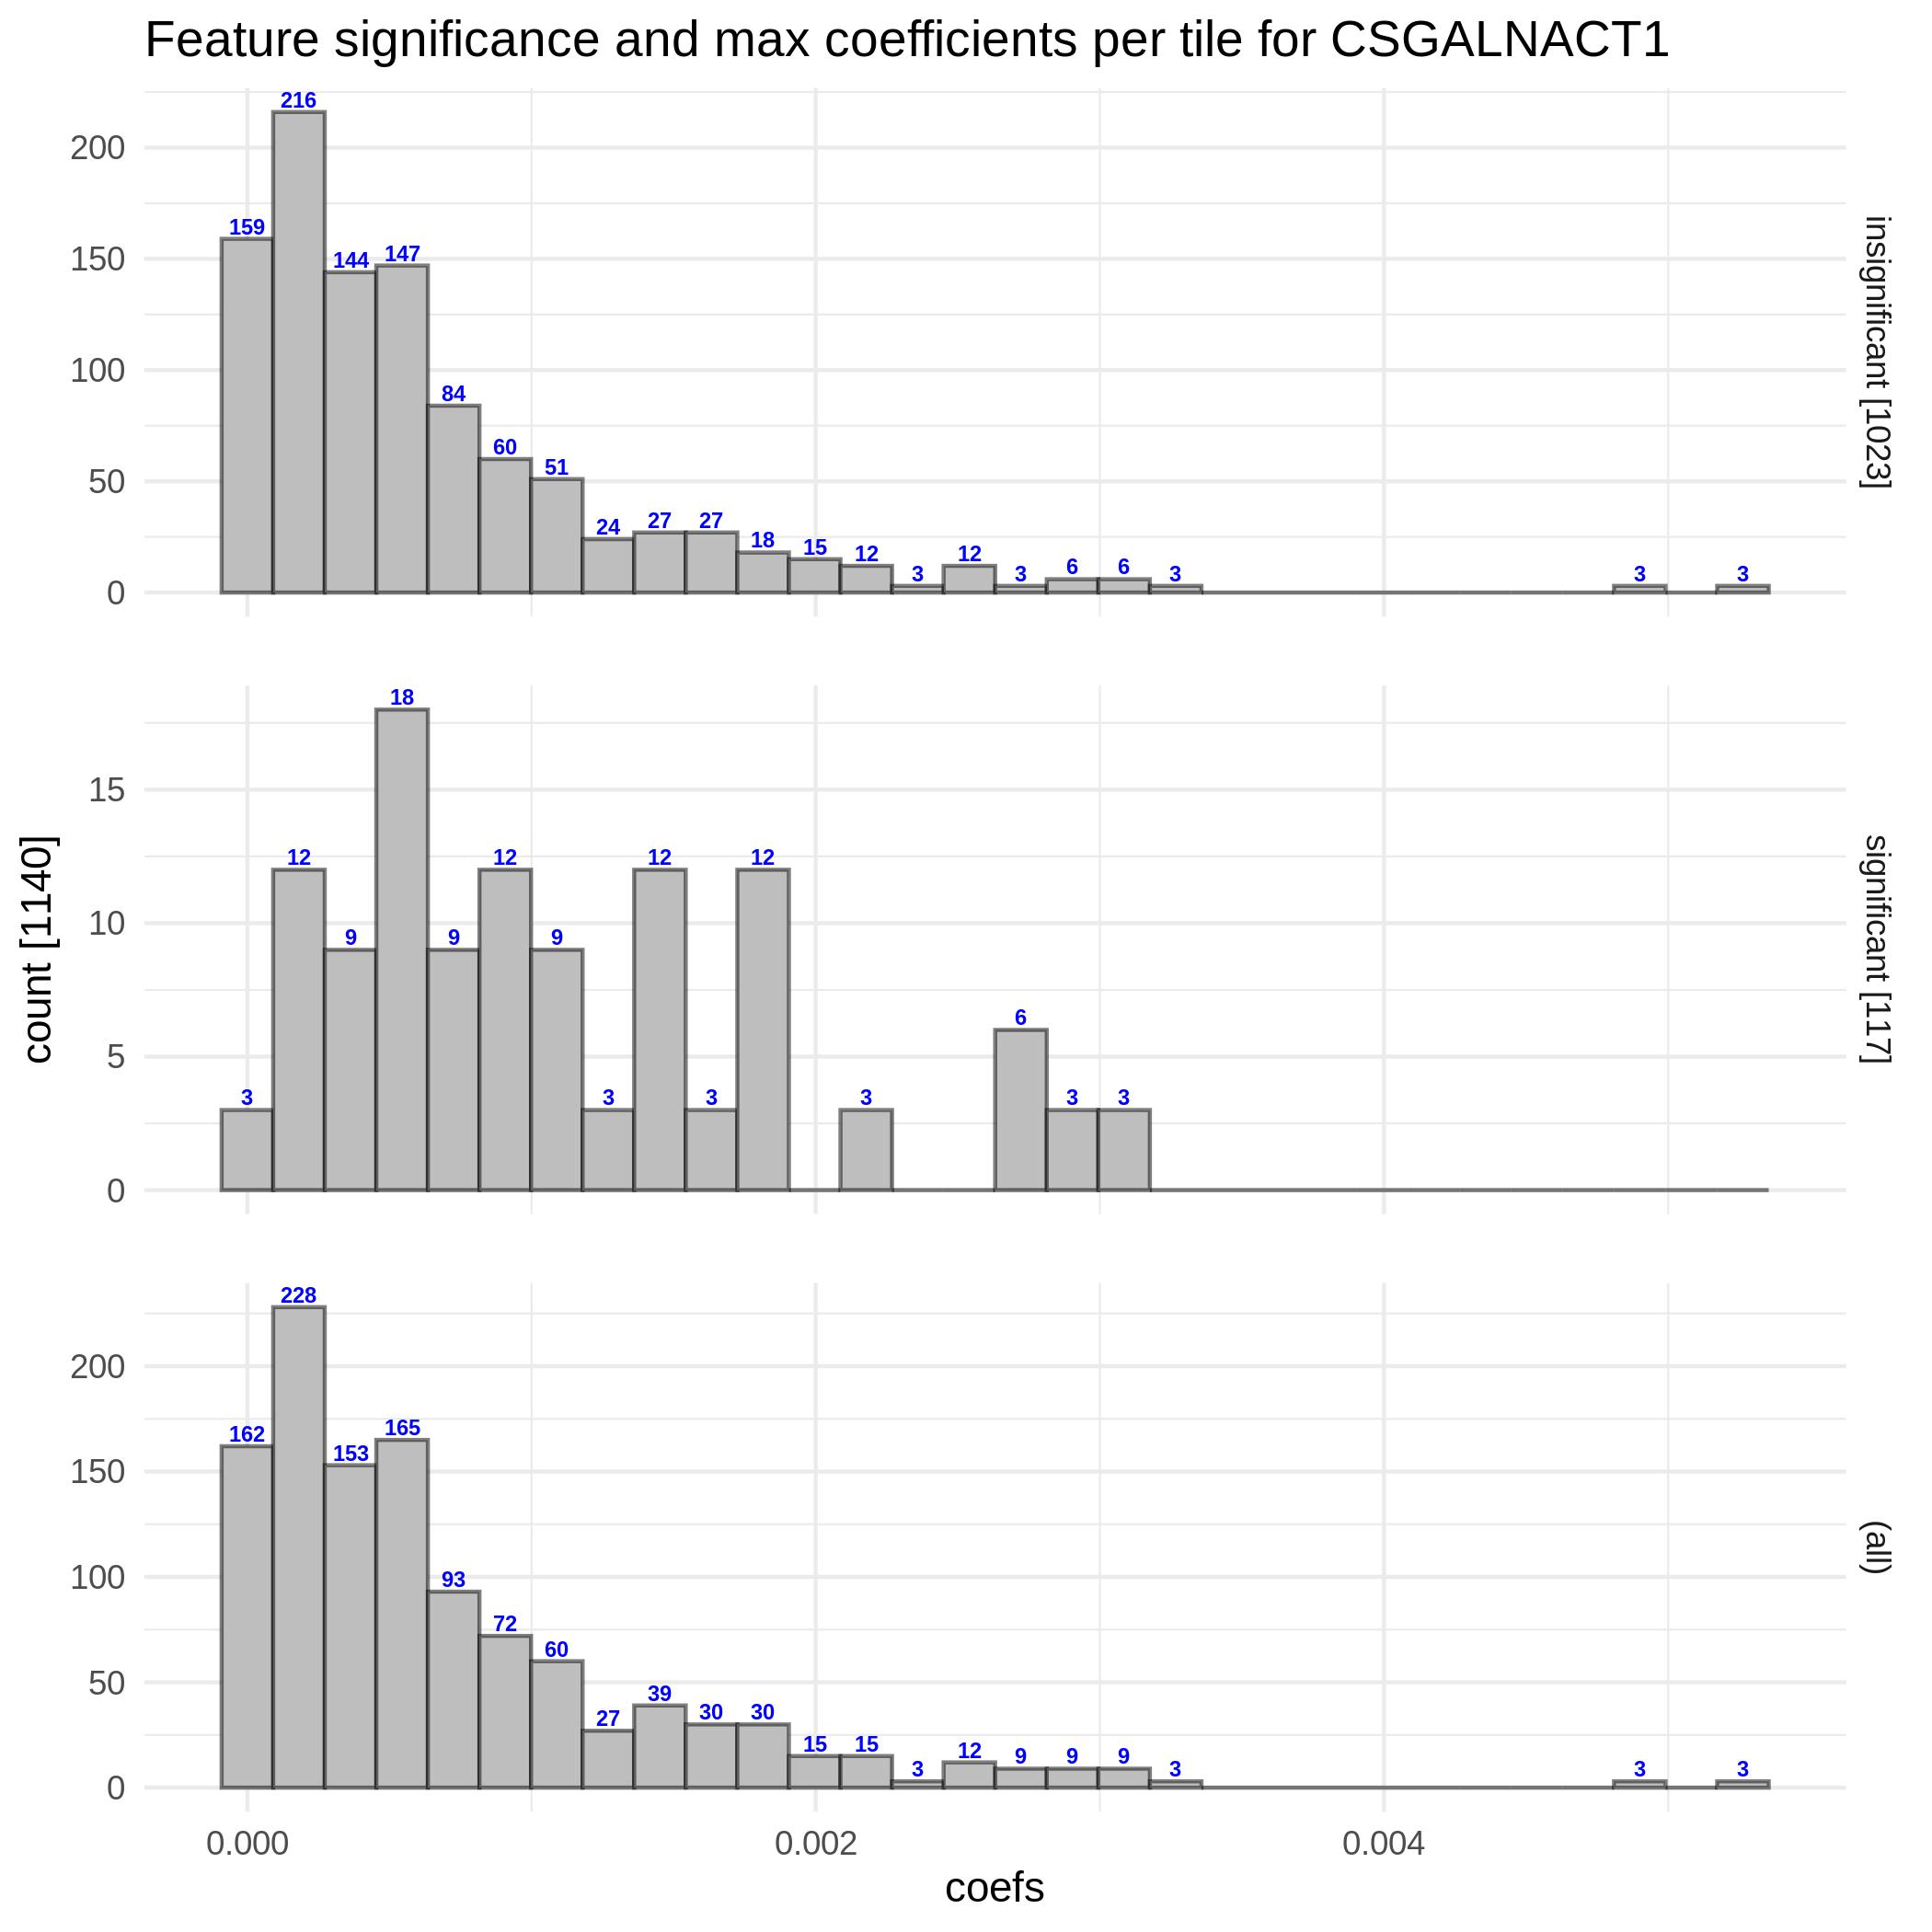 Feature significance and max coefficients per tile for CSGALNACT1
216
200
159
150
144 147
100
84
60
51
50
24 27 27 18 15 12 3 12 3 6 6 3 3 3
0
insignificant [1023]
18
15
12 12 12 12
10
9 9 9
6
5
3 3 3 3 3 3
0
count [1140]
significant [117]
228
200
162 153 165
150
100
93
72
60
50
27 39 30 30 15 15 3 12 9 9 9 3 3 3
0
(all)
0.000 0.002 0.004
coefs